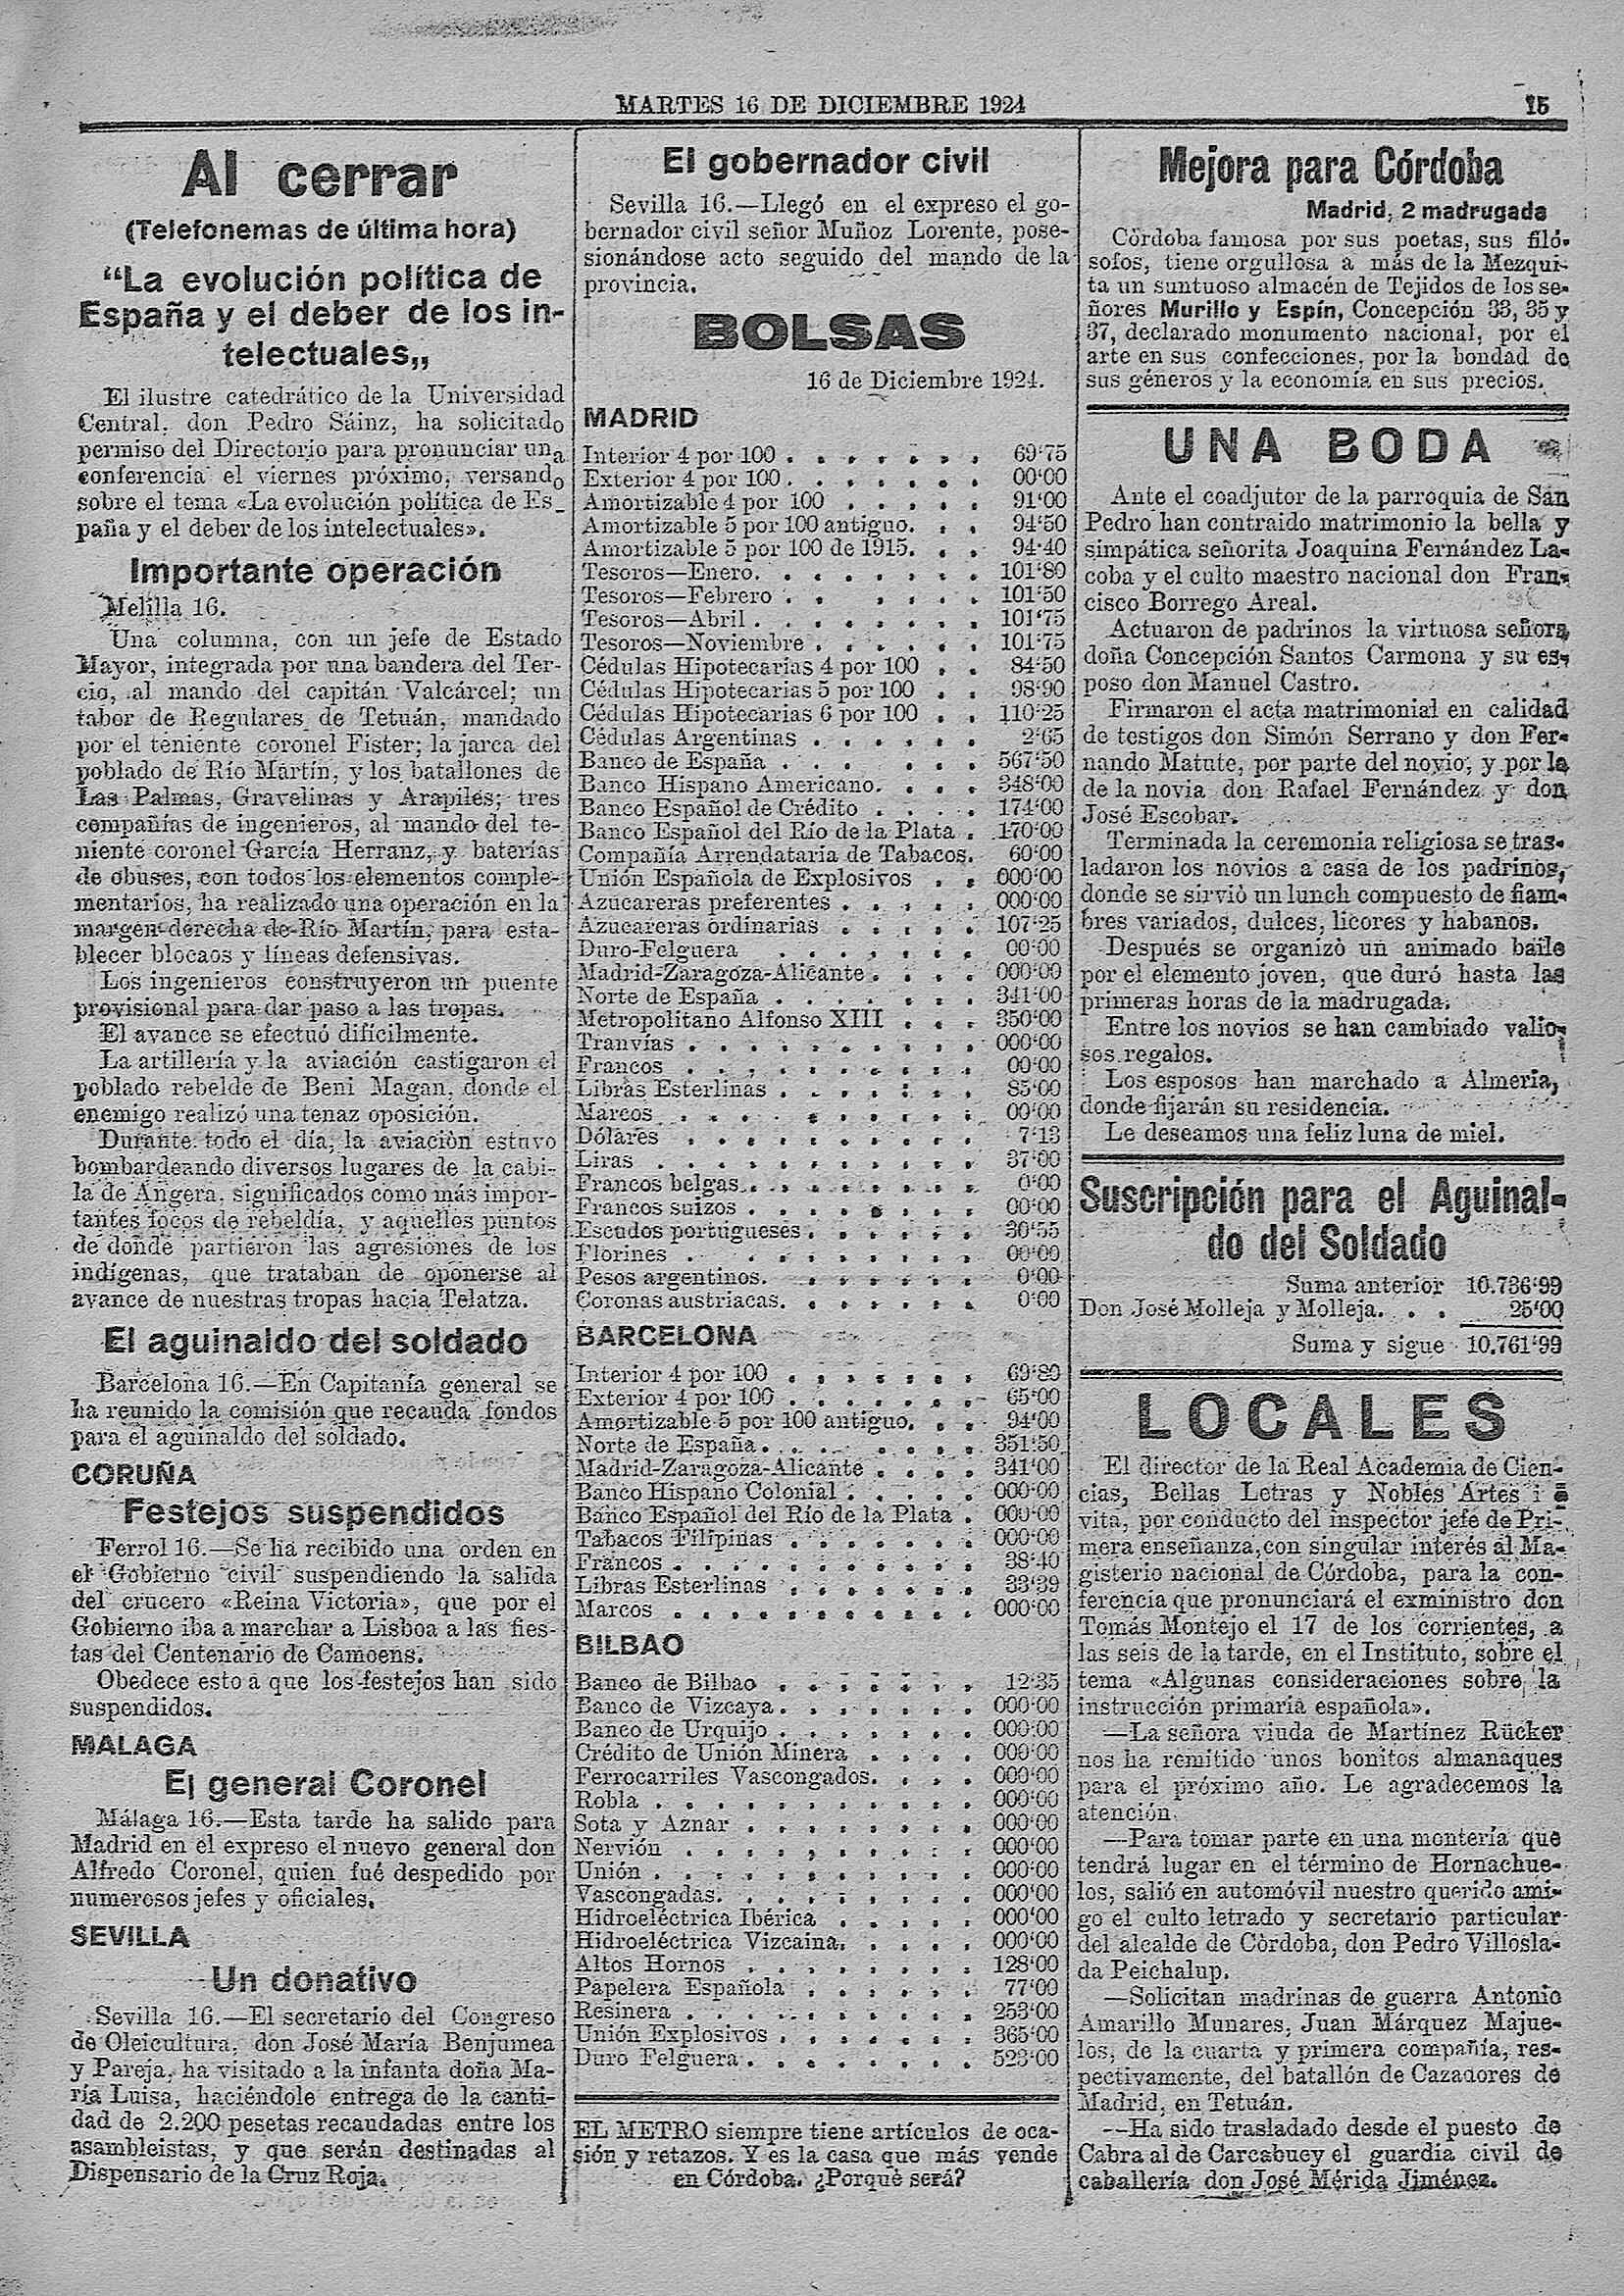 MARTES 16 DE DICIEMBRE 1924
15
Al cerrar
(Telefonemas de última hora)
“La evolución política de
España y el deber de los in-
telectuales„
El ilustre catedrático de la Universidad
Central, don Pedro Sáinz, ha solicitado
permiso del Directorio para pronunciar una
conferencia el viernes próximo, versando
sobre el tema «La evolución política de Es_
paña y el deber de los intelectuales».
Importante operación
Melilla 16.
Una columna, con un jefe de Estado
Mayor, integrada por una bandera del Ter-
cio, al mando del capitán Valcárcel; un
tabor de Regulares de Tetuán, mandado
por el teniente coronel Fister; la jarca del
poblado de Río Martín, y los batallones de
Las Palmas, Gravelinas y Arapiles; tres
compañías de ingenieros, al mando del te-
niente coronel García Herranz, y baterías
de obuses, con todos los elementos comple-
mentarios, ha realizado una operación en la
margen derecha de Río Martín, para esta-
blecer blocaos y líneas defensivas.
Los ingenieros construyeron un puente
provisional para dar paso a las tropas.
El avance se efectuó difícilmente.
La artillería y la aviación castigaron el
poblado rebelde de Beni Magan, donde el
enemigo realizó una tenaz oposición.
Durante todo el día, la aviación estuvo
bombardeando diversos lugares de la cabi-
la de Angera, significados como más impor-
tantes focos de rebeldía, y aquellos puntos
de donde partieron las agresiones de los
indígenas, que trataban de oponerse al
avance de nuestras tropas hacia Telatza.
El aguinaldo del soldado
Barcelona 16.—En Capitanía general se
ha reunido la comisión que recauda fondos
para el aguinaldo del soldado.
CORUÑA
Festejos suspendidos
Ferrol 16.—Se ha recibido una orden en
el Gobierno civil suspendiendo la salida
del crucero «Reina Victoria», que por el
Gobierno iba a marchar a Lisboa a las fies-
tas del Centenario de Camoens.
Obedece esto a que los festejos han sido
suspendidos.
MALAGA
El general Coronel
Málaga 16.—Esta tarde ha salido para
Madrid en el expreso el nuevo general don
Alfredo Coronel, quien fué despedido por
numerosos jefes y oficiales.
SEVILLA
Un donativo
Sevilla 16.—El secretario del Congreso
de Oleicultura, don José María Benjumea
y Pareja, ha visitado a la infanta doña Ma-
ría Luisa, haciéndole entrega de la canti-
dad de 2.200 pesetas recaudadas entre los
asambleistas, y que serán destinadas al
Dispensario de la Cruz Roja.
El gobernador civil
Sevilla 16.—Llegó en el expreso el go-
bernador civil señor Muñoz Lorente, pose-
sionándose acto seguido del mando de la
provincia.
BOLSAS
16 de Diciembre 1924.
MADRID
Interior 4 por 100 . . . . . . . 69‘75
Exterior 4 por 100 . . . . . . . 00‘00
Amortizable 4 por 100 . . . . . 91‘00
Amortizable 5 por 100 antiguo. . . 94‘50
Amortizable 5 por 100 de 1915. . . 94‘40
Tesoros—Enero. . . . . . . . 101‘80
Tesoros—Febrero . . . . . . 101‘50
Tesoros—Abril . . . . . . . . 101‘75
Tesoros—Noviembre . . . . . . 101‘75
Cédulas Hipotecarias 4 por 100 . . 84‘50
Cédulas Hipotecarias 5 por 100 . . 98‘90
Cédulas Hipotecarias 6 por 100 . . 110‘25
Cédulas Argentinas . . . . . . 2‘65
Banco de España . . . . . . 567‘50
Banco Hispano Americano. . . . 348‘00
Banco Español de Crédito . . . . 174‘00
Banco Español del Río de la Plata . 170‘00
Compañía Arrendataria de Tabacos. 60‘00
Unión Española de Explosivos . . 000‘00
Azucareras preferentes . . . . . 000‘00
Azucareras ordinarias . . . . . 107‘25
Duro-Felguera . . . . . . . 00‘00
Madrid-Zaragoza-Alicante . . . . 000‘00
Norte de España . . . . . . . 341‘00
Metropolitano Alfonso XIII . . . 350‘00
Tranvías . . . . . . . . . . 000‘00
Francos . . . . . . . . . . 00‘00
Libras Esterlinas . . . . . . . 85‘00
Marcos . . . . . . . . . . 00‘00
Dólares . . . . . . . . . . 7‘13
Liras . . . . . . . . . . . 37‘00
Francos belgas . . . . . . . . 0‘00
Francos suizos . . . . . . . . 00‘00
Escudos portugueses . . . . . . 30‘55
Florines . . . . . . . . . . 00‘00
Pesos argentinos. . . . . . . 0‘00
Coronas austriacas. . . . . . . 0‘00
BARCELONA
Interior 4 por 100 . . . . . . . 69‘80
Exterior 4 por 100 . . . . . . . 65‘00
Amortizable 5 por 100 antiguo. . . 94‘00
Norte de España . . . . . . . 351‘50
Madrid-Zaragoza-Alicante . . . . 341‘00
Banco Hispano Colonial . . . . . 000‘00
Banco Español del Río de la Plata . 000‘00
Tabacos Filipinas . . . . . . . 000‘00
Francos . . . . . . . . . . 38‘40
Libras Esterlinas . . . . . . . 33‘39
Marcos . . . . . . . . . . 000‘00
BILBAO
Banco de Bilbao . . . . . . . 12‘35
Banco de Vizcaya . . . . . . . 000‘00
Banco de Urquijo . . . . . . . 000‘00
Crédito de Unión Minera . . . . 000‘00
Ferrocarriles Vascongados. . . . 000‘00
Robla . . . . . . . . . . . 000‘00
Sota y Aznar . . . . . . . . 000‘00
Nervión . . . . . . . . . . 000‘00
Unión . . . . . . . . . . . 000‘00
Vascongadas. . . . . . . . . 000‘00
Hidroeléctrica Ibérica . . . . . 000‘00
Hidroeléctrica Vizcaina. . . . . 000‘00
Altos Hornos . . . . . . . . 128‘00
Papelera Española . . . . . . 77‘00
Resinera . . . . . . . . . . 253‘00
Unión Explosivos . . . . . . . 365‘00
Duro Felguera . . . . . . . . 523‘00
EL METRO siempre tiene artículos de oca-
sión y retazos. Y es la casa que más vende
en Córdoba. ¿Porqué será?
Mejora para Córdoba
Madrid, 2 madrugada
Córdoba famosa por sus poetas, sus filó-
sofos, tiene orgullosa a más de la Mezqui-
ta un suntuoso almacén de Tejidos de los se-
ñores Murillo y Espín, Concepción 33, 35 y
37, declarado monumento nacional, por el
arte en sus confecciones, por la bondad de
sus géneros y la economía en sus precios.
UNA BODA
Ante el coadjutor de la parroquia de San
Pedro han contraido matrimonio la bella y
simpática señorita Joaquina Fernández La-
coba y el culto maestro nacional don Fran-
cisco Borrego Areal.
Actuaron de padrinos la virtuosa señora
doña Concepción Santos Carmona y su es-
poso don Manuel Castro.
Firmaron el acta matrimonial en calidad
de testigos don Simón Serrano y don Fer-
nando Matute, por parte del novio; y por la
de la novia don Rafael Fernández y don
José Escobar.
Terminada la ceremonia religiosa se tras-
ladaron los novios a casa de los padrinos,
donde se sirvió un lunch compuesto de fiam-
bres variados, dulces, licores y habanos.
Después se organizó un animado baile
por el elemento joven, que duró hasta las
primeras horas de la madrugada.
Entre los novios se han cambiado valio-
sos regalos.
Los esposos han marchado a Almería,
donde fijarán su residencia.
Le deseamos una feliz luna de miel.
Suscripción para el Aguinal-
do del Soldado
Suma anterior 10.736‘99
Don José Molleja y Molleja. . . 25‘00
Suma y sigue 10.761‘99
LOCALES
El director de la Real Academia de Cien-
cias, Bellas Letras y Nobles Artes i
vita, por conducto del inspector jefe de Pri-
mera enseñanza, con singular interés al Ma-
gisterio nacional de Córdoba, para la con-
ferencia que pronunciará el exministro don
Tomás Montejo el 17 de los corrientes, a
las seis de la tarde, en el Instituto, sobre el
tema «Algunas consideraciones sobre la
instrucción primaria española».
—La señora viuda de Martínez Rücker
nos ha remitido unos bonitos almanaques
para el próximo año. Le agradecemos la
atención.
—Para tomar parte en una montería que
tendrá lugar en el término de Hornachue-
los, salió en automóvil nuestro querido ami-
go el culto letrado y secretario particular
del alcalde de Córdoba, don Pedro Villosla-
da Peichalup.
—Solicitan madrinas de guerra Antonio
Amarillo Munares, Juan Márquez Majue-
los, de la cuarta y primera compañía, res-
pectivamente, del batallón de Cazadores de
Madrid, en Tetuán.
—Ha sido trasladado desde el puesto de
Cabra al de Carcabuey el guardia civil de
caballería don José Mérida Jiménez.